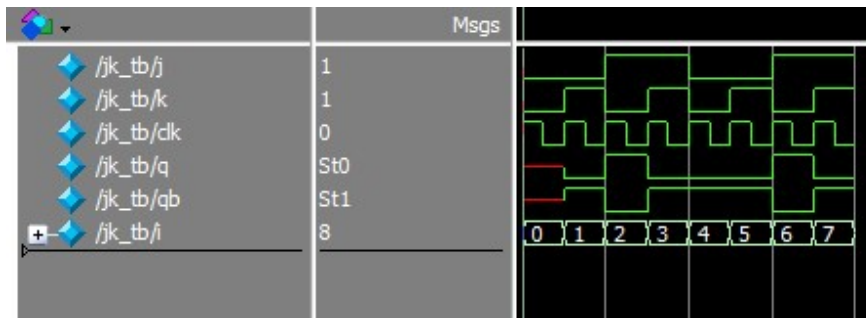 Msgs
/jk_tb/j 1
/jk_tb/k 1
/jk_tb/clk 0
/jk_tb/q St0
/jk_tb/qb St1
/jk_tb/i 8 0 1 2 3 4 5 6 7